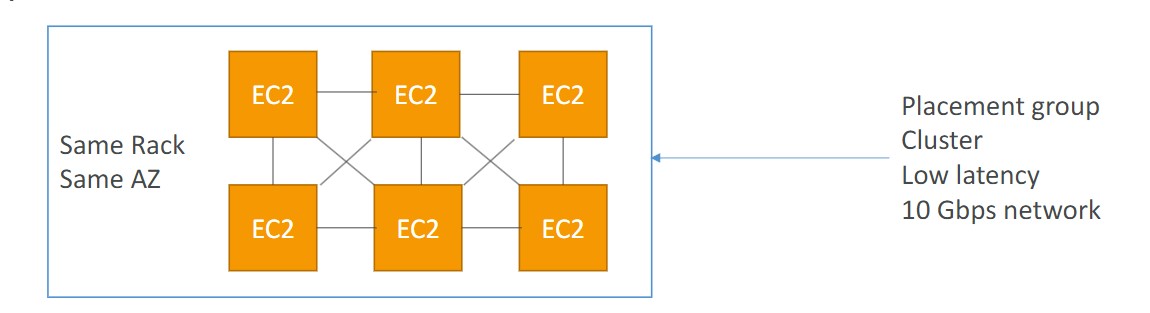 EC2
EC2
EC2
Same Rack
Same AZ
EC2
EC2
EC2
Placement group
Cluster
Low latency
10 Gbps network